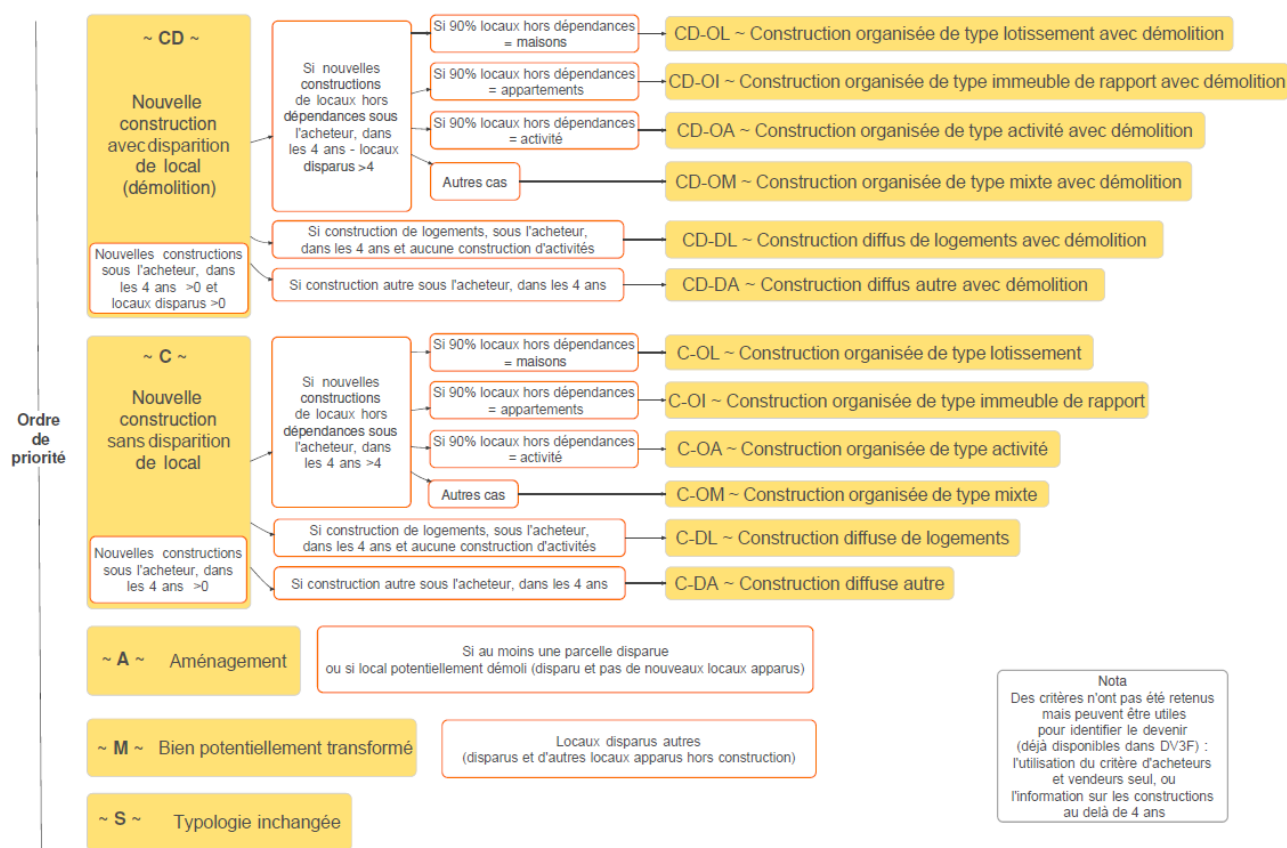 Ordre
de
priorité
~ CD ~
Nouvelle
construction
avec disparition
de local
(démolition)
Nouvelles constructions
sous l'acheteur, dans
les 4 ans >0 et
locaux disparus >0
Si nouvelles
constructions
de locaux hors
dépendances sous
l'acheteur, dans
les 4 ans - locaux
disparus >4
Si 90% locaux hors dépendances
= maisons
CD-OL ~ Construction organisée de type lotissement avec démolition
Si 90% locaux hors dépendances
= appartements
CD-OI ~ Construction organisée de type immeuble de rapport avec démolition
Si 90% locaux hors dépendances
= activité
CD-OA ~ Construction organisée de type activité avec démolition
Autres cas
CD-OM ~ Construction organisée de type mixte avec démolition
Si construction de logements, sous l'acheteur,
dans les 4 ans et aucune construction d'activités
CD-DL ~ Construction diffus de logements avec démolition
Si construction autre sous l'acheteur, dans les 4 ans
CD-DA ~ Construction diffus autre avec démolition
~ C ~
Nouvelle
construction
sans disparition
de local
Nouvelles constructions
sous l'acheteur, dans
les 4 ans >0
Si nouvelles
constructions
de locaux hors
dépendances sous
l'acheteur, dans
les 4 ans >4
Si 90% locaux hors dépendances
= maisons
C-OL ~ Construction organisée de type lotissement
Si 90% locaux hors dépendances
= appartements
C-OI ~ Construction organisée de type immeuble de rapport
Si 90% locaux hors dépendances
= activité
C-OA ~ Construction organisée de type activité
Autres cas
C-OM ~ Construction organisée de type mixte
Si construction de logements, sous l'acheteur,
dans les 4 ans et aucune construction d'activités
C-DL ~ Construction diffuse de logements
Si construction autre sous l'acheteur, dans les 4 ans
C-DA ~ Construction diffuse autre
~ A ~ Aménagement
Si au moins une parcelle disparue
ou si local potentiellement démoli (disparu et pas de nouveaux locaux apparus)
~ M ~ Bien potentiellement transformé
Locaux disparus autres
(disparus et d'autres locaux apparus hors construction)
~ S ~ Typologie inchangée
Nota
Des critères n'ont pas été retenus
mais peuvent être utiles
pour identifier le devenir
(déjà disponibles dans DV3F) :
l'utilisation du critère d'acheteurs
et vendeurs seul, ou
l'information sur les constructions
au delà de 4 ans